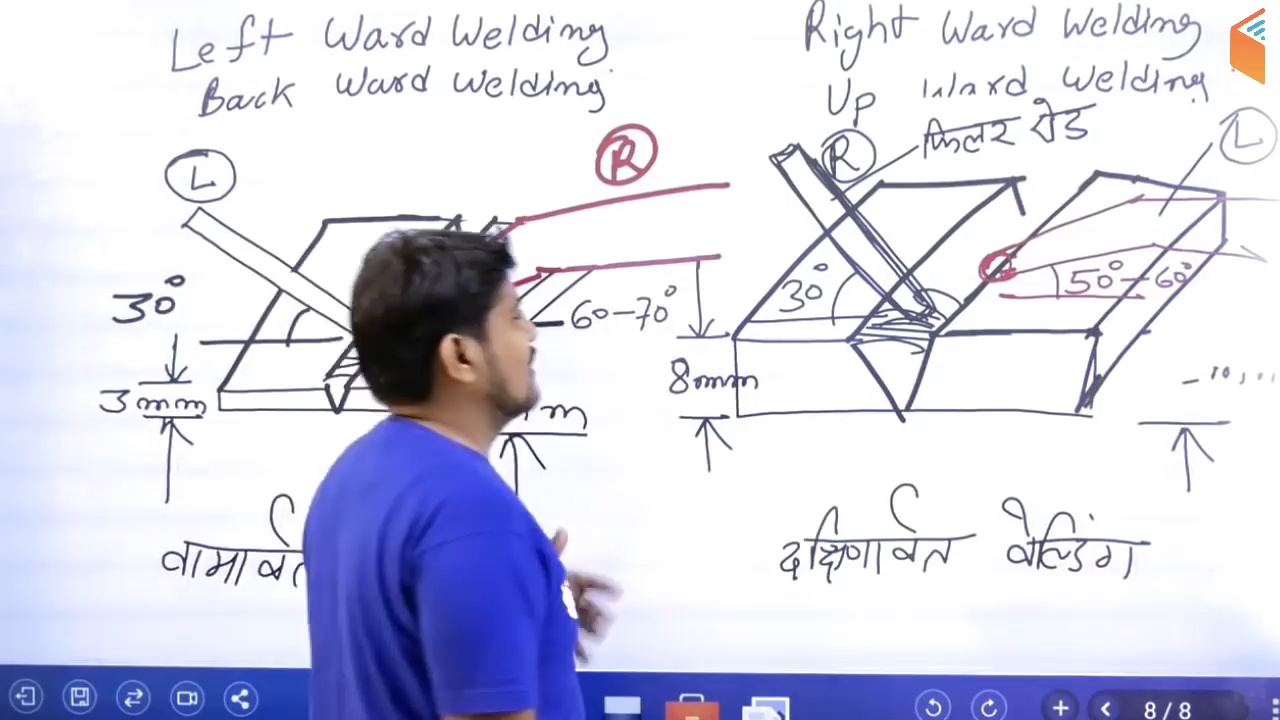 Left Ward Welding
Back Ward Welding
L
R
30°
60-70°
3mm
वामावर्त
Right Ward Welding
Up Ward Welding
फिलर रोड
R
L
30°
50°-60°
8mm
दक्षिणावर्त वेल्डिंग
8 / 8